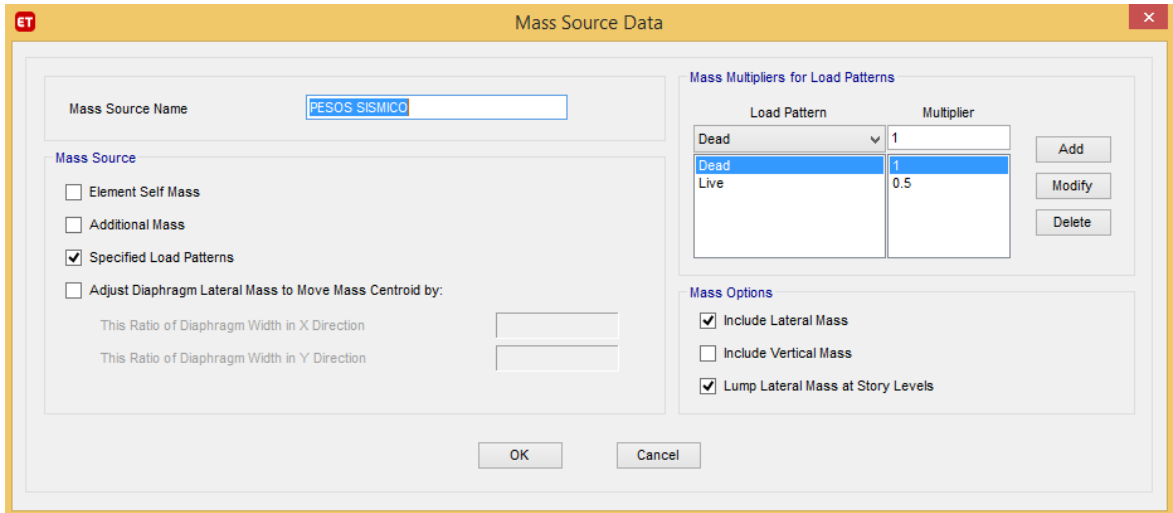 ET
Mass Source Data
Mass Source Name
PESOS SISMICO
Mass Source
Element Self Mass
Additional Mass
Specified Load Patterns
Adjust Diaphragm Lateral Mass to Move Mass Centroid by:
This Ratio of Diaphragm Width in X Direction
This Ratio of Diaphragm Width in Y Direction
Mass Multipliers for Load Patterns
Load Pattern Multiplier
Dead 1
Dead 1
Live 0.5
Add
Modify
Delete
Mass Options
Include Lateral Mass
Include Vertical Mass
Lump Lateral Mass at Story Levels
OK Cancel